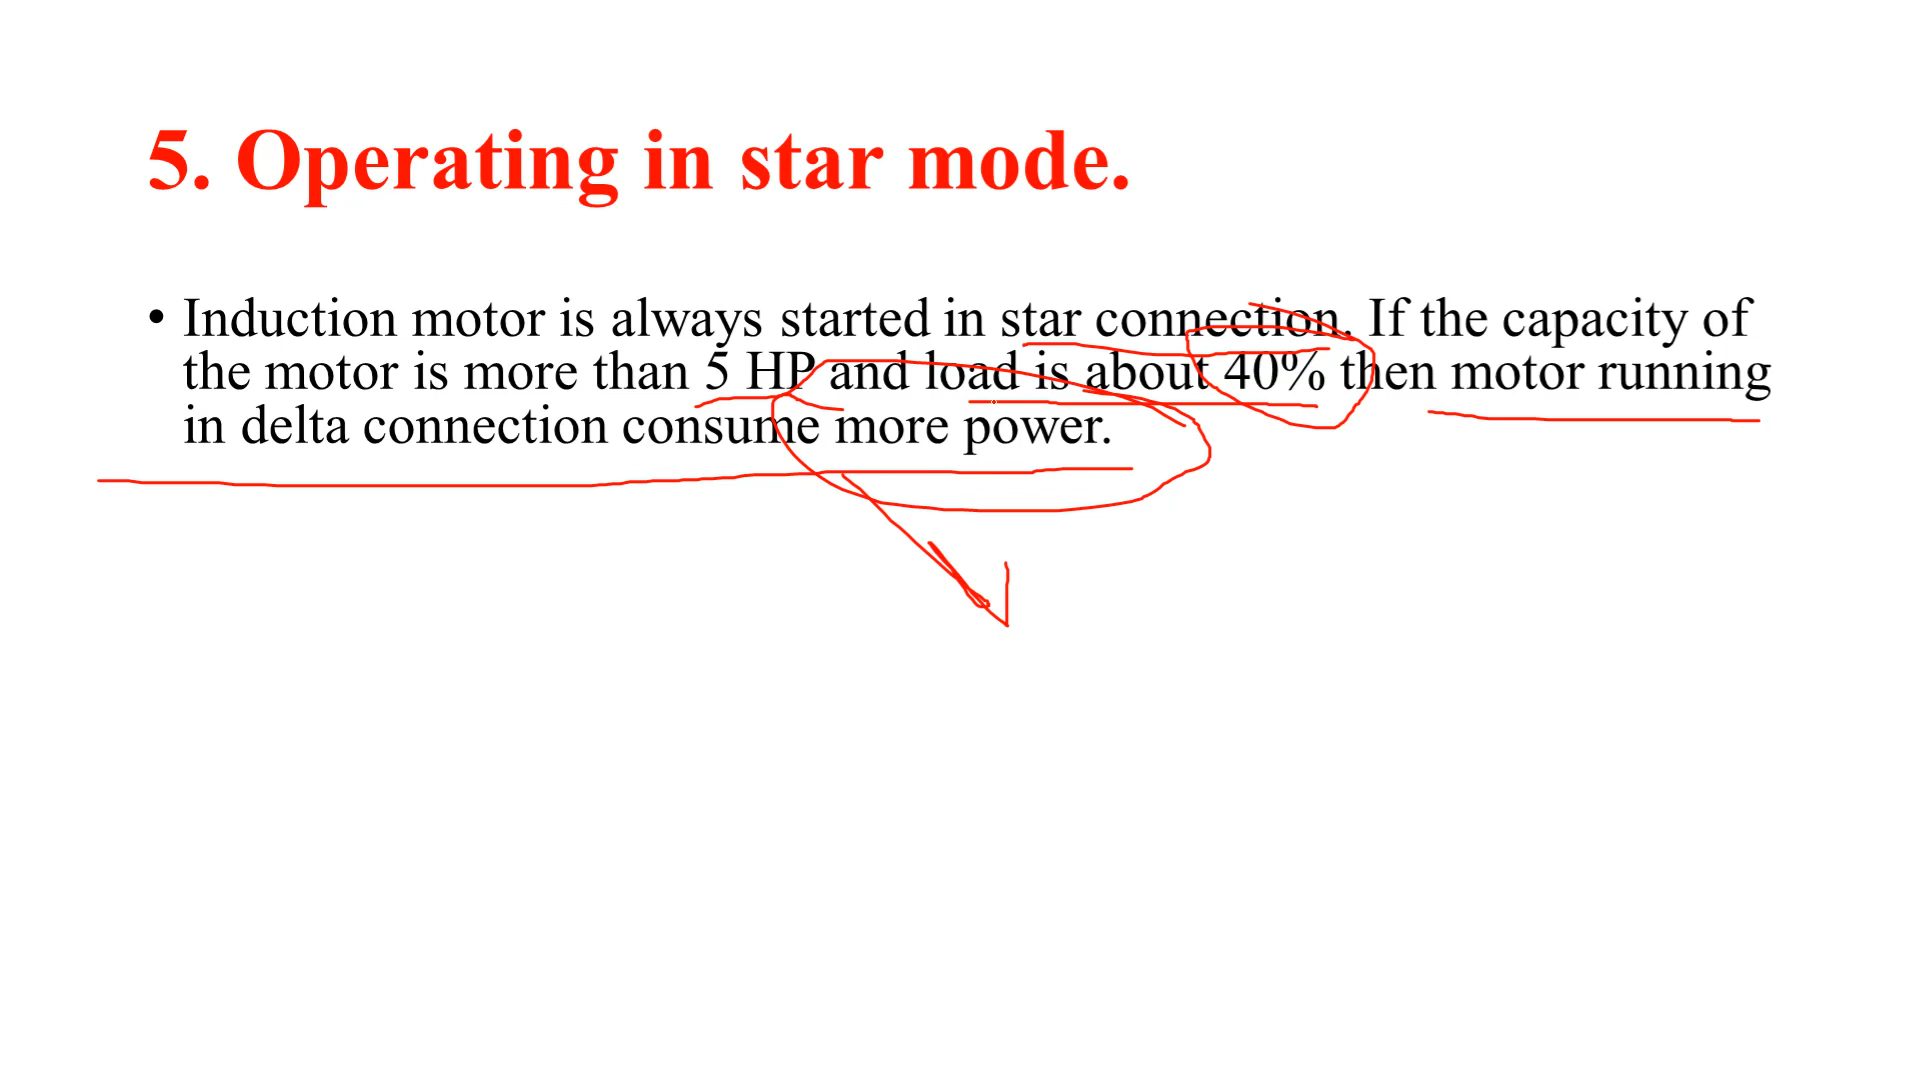 5. Operating in star mode.
• Induction motor is always started in star connection. If the capacity of
the motor is more than 5 HP and load is about 40% then motor running
in delta connection consume more power.